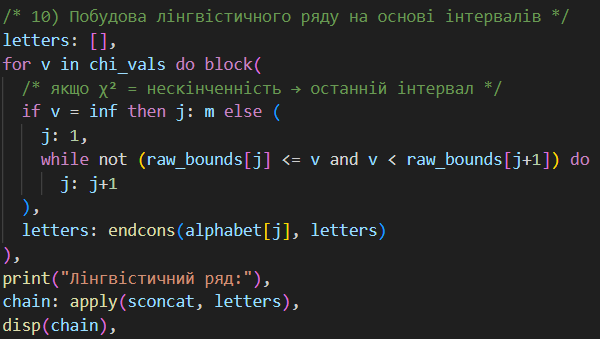 /* 10) Побудова лінгвістичного ряду на основі інтервалів */
letters: [],
for v in chi_vals do block(
/* якщо χ² = нескінченність → останній інтервал */
if v = inf then j: m else (
j: 1,
while not (raw_bounds[j] <= v and v < raw_bounds[j+1]) do
j: j+1
),
letters: endcons(alphabet[j], letters)
),
print("Лінгвістичний ряд:"),
chain: apply(sconcat, letters),
disp(chain),